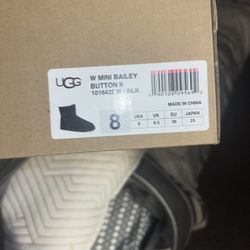 UGG
W MINI BAILEY
BUTTON II
1016422 W / BLK
MADE IN CHINA
8
USA UK EUR JAPAN
8 6.5 39 25